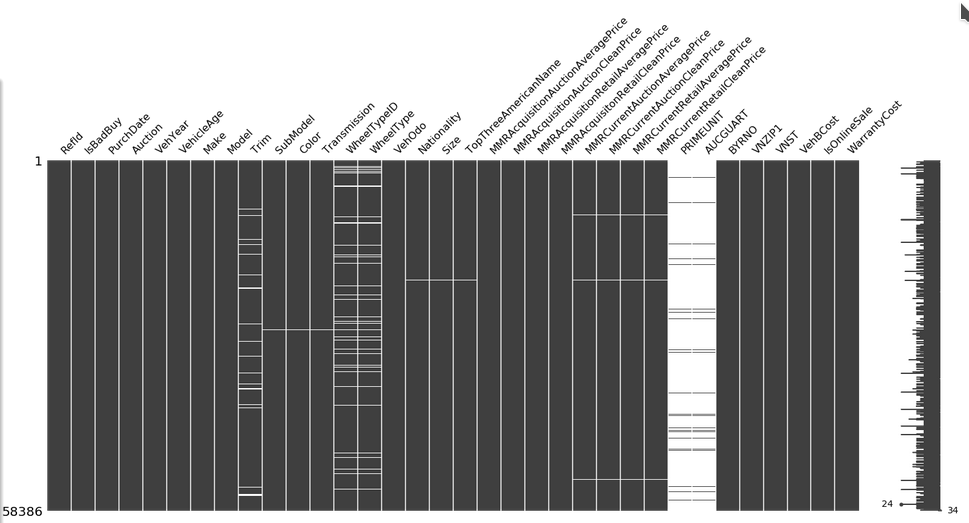 RefId
IsBadBuy
PurchDate
Auction
VehYear
VehicleAge
Make
Model
Trim
SubModel
Color
Transmission
WheelTypeID
WheelType
VehOdo
Nationality
Size
TopThreeAmericanName
MMRAcquisitionAuctionAveragePrice
MMRAcquisitionAuctionCleanPrice
MMRAcquisitionRetailAveragePrice
MMRAcquisitonRetailCleanPrice
MMRCurrentAuctionAveragePrice
MMRCurrentAuctionCleanPrice
MMRCurrentRetailAveragePrice
MMRCurrentRetailCleanPrice
PRIMEUNIT
AUCGUART
BYRNO
VNZIP1
VNST
VehBCost
IsOnlineSale
WarrantyCost
1
58386
24
34